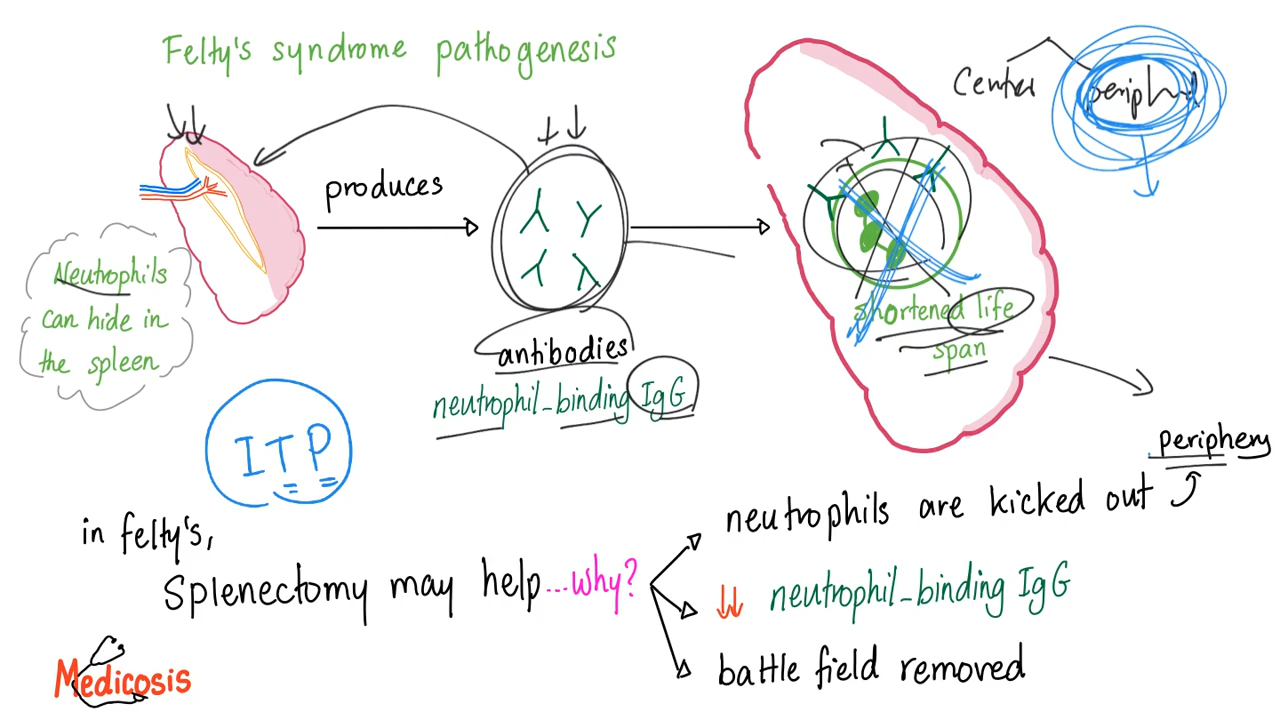 Felty's syndrome pathogenesis
Center peripheral
produces
Neutrophils
can hide in
the spleen
antibodies
neutrophil-binding IgG
shortened life
span
ITP
periphery
in felty's,
Splenectomy may help...why?
neutrophils are kicked out
↓↓ neutrophil-binding IgG
battle field removed
Medicosis